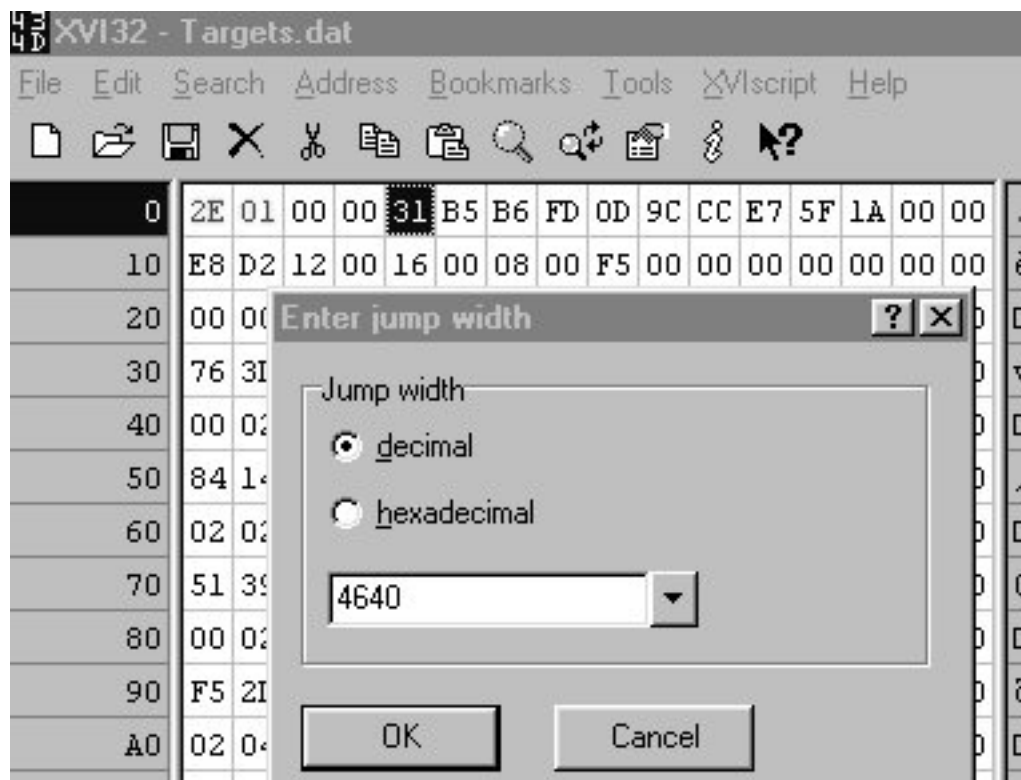 XVI32 - Targets.dat
File Edit Search Address Bookmarks Tools XVIscript Help
0 2E 01 00 00 31 B5 B6 FD 0D 9C CC E7 5F 1A 00 00
10 E8 D2 12 00 16 00 08 00 F5 00 00 00 00 00 00 00
20 00
Enter jump width
30 76
Jump width
40 00
decimal
50 84
hexadecimal
60 02
70 51
4640
80 00
90 F5
A0 02
OK Cancel